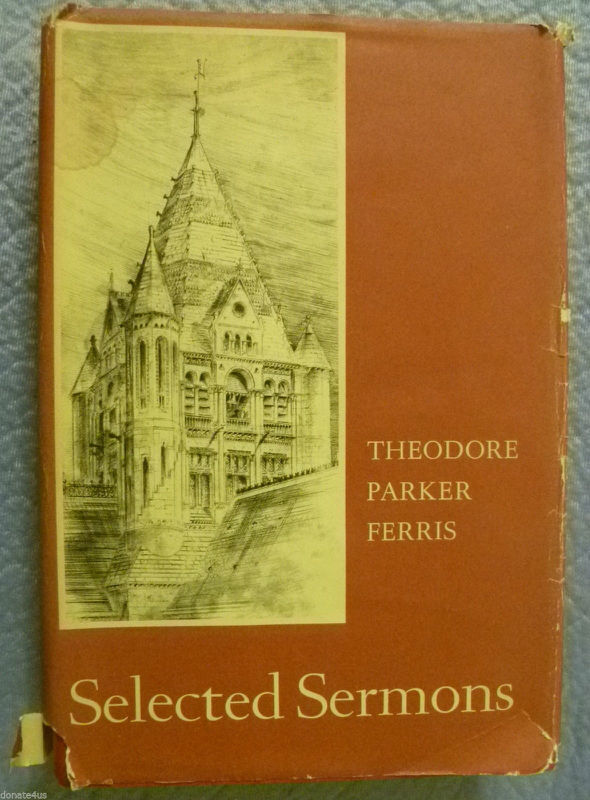 THEODORE
PARKER
FERRIS
Selected Sermons
donate4us